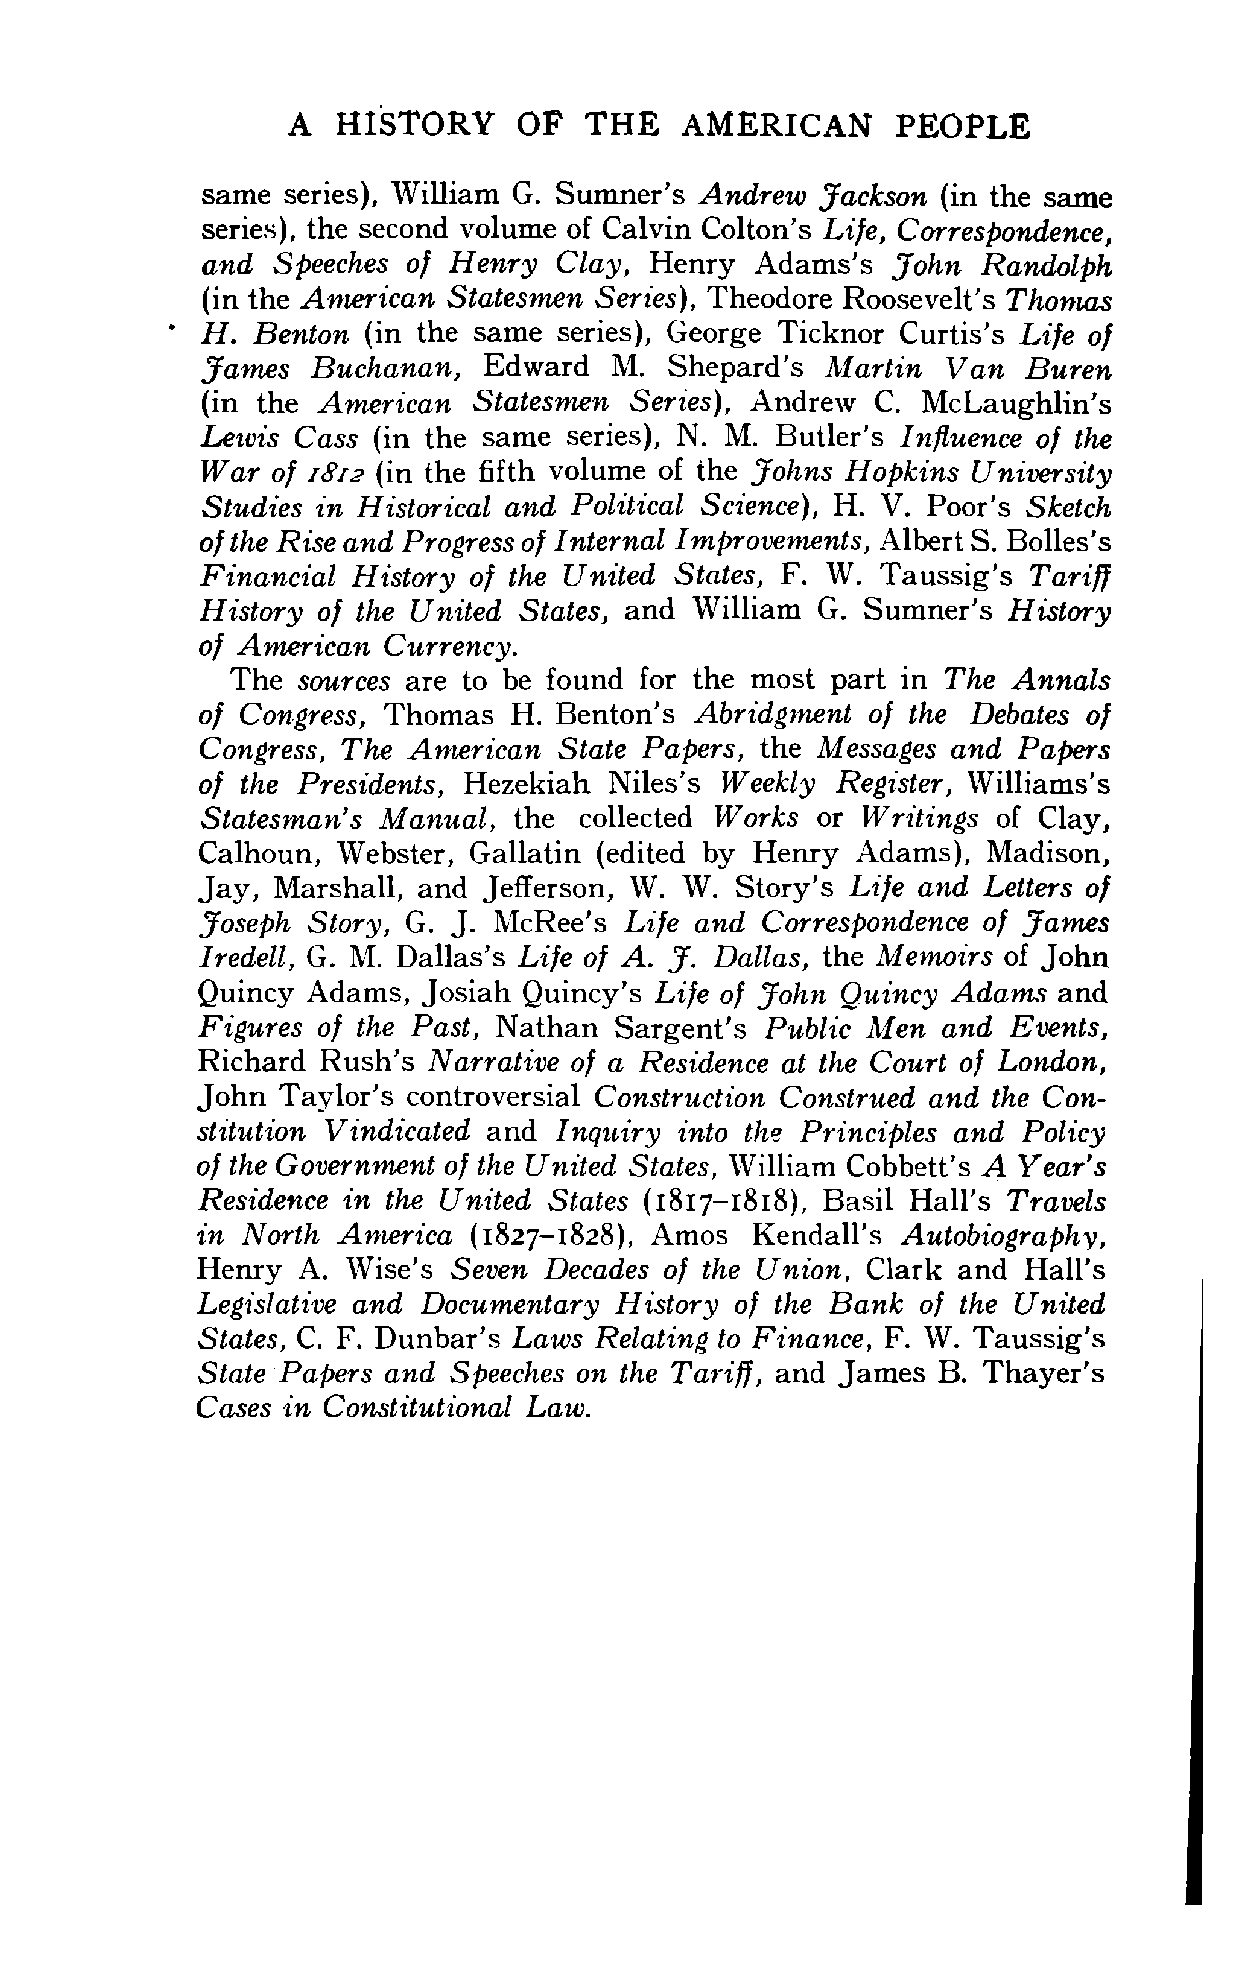 A HISTORY OF THE AMERICAN PEOPLE
same series), William G. Sumner's Andrew Jackson (in the same
series), the second volume of Calvin Colton's Life, Correspondence,
and Speeches of Henry Clay, Henry Adams's John Randolph
(in the American Statesmen Series), Theodore Roosevelt's Thomas
H. Benton (in the same series), George Ticknor Curtis's Life of
James Buchanan, Edward M. Shepard's Martin Van Buren
(in the American Statesmen Series), Andrew C. McLaughlin's
Lewis Cass (in the same series), N. M. Butler's Influence of the
War of 1812 (in the fifth volume of the Johns Hopkins University
Studies in Historical and Political Science), H. V. Poor's Sketch
of the Rise and Progress of Internal Improvements, Albert S. Bolles's
Financial History of the United States, F. W. Taussig's Tariff
History of the United States, and William G. Sumner's History
of American Currency.
The sources are to be found for the most part in The Annals
of Congress, Thomas H. Benton's Abridgment of the Debates of
Congress, The American State Papers, the Messages and Papers
of the Presidents, Hezekiah Niles's Weekly Register, Williams's
Statesman's Manual, the collected Works or Writings of Clay,
Calhoun, Webster, Gallatin (edited by Henry Adams), Madison,
Jay, Marshall, and Jefferson, W. W. Story's Life and Letters of
Joseph Story, G. J. McRee's Life and Correspondence of James
Iredell, G. M. Dallas's Life of A. J. Dallas, the Memoirs of John
Quincy Adams, Josiah Quincy's Life of John Quincy Adams and
Figures of the Past, Nathan Sargent's Public Men and Events,
Richard Rush's Narrative of a Residence at the Court of London,
John Taylor's controversial Construction Construed and the Con-
stitution Vindicated and Inquiry into the Principles and Policy
of the Government of the United States, William Cobbett's A Year's
Residence in the United States (1817-1818), Basil Hall's Travels
in North America (1827-1828), Amos Kendall's Autobiography,
Henry A. Wise's Seven Decades of the Union, Clark and Hall's
Legislative and Documentary History of the Bank of the United
States, C. F. Dunbar's Laws Relating to Finance, F. W. Taussig's
State Papers and Speeches on the Tariff, and James B. Thayer's
Cases in Constitutional Law.